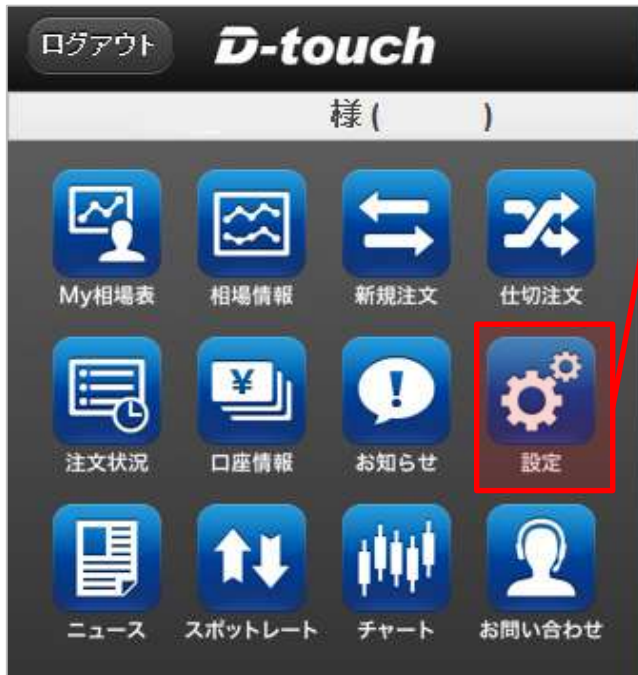 ログアウト D-touch
様 ( )
My相場表 相場情報 新規注文 仕切注文
注文状況 口座情報 お知らせ 設定
ニュース スポットレート チャート お問い合わせ